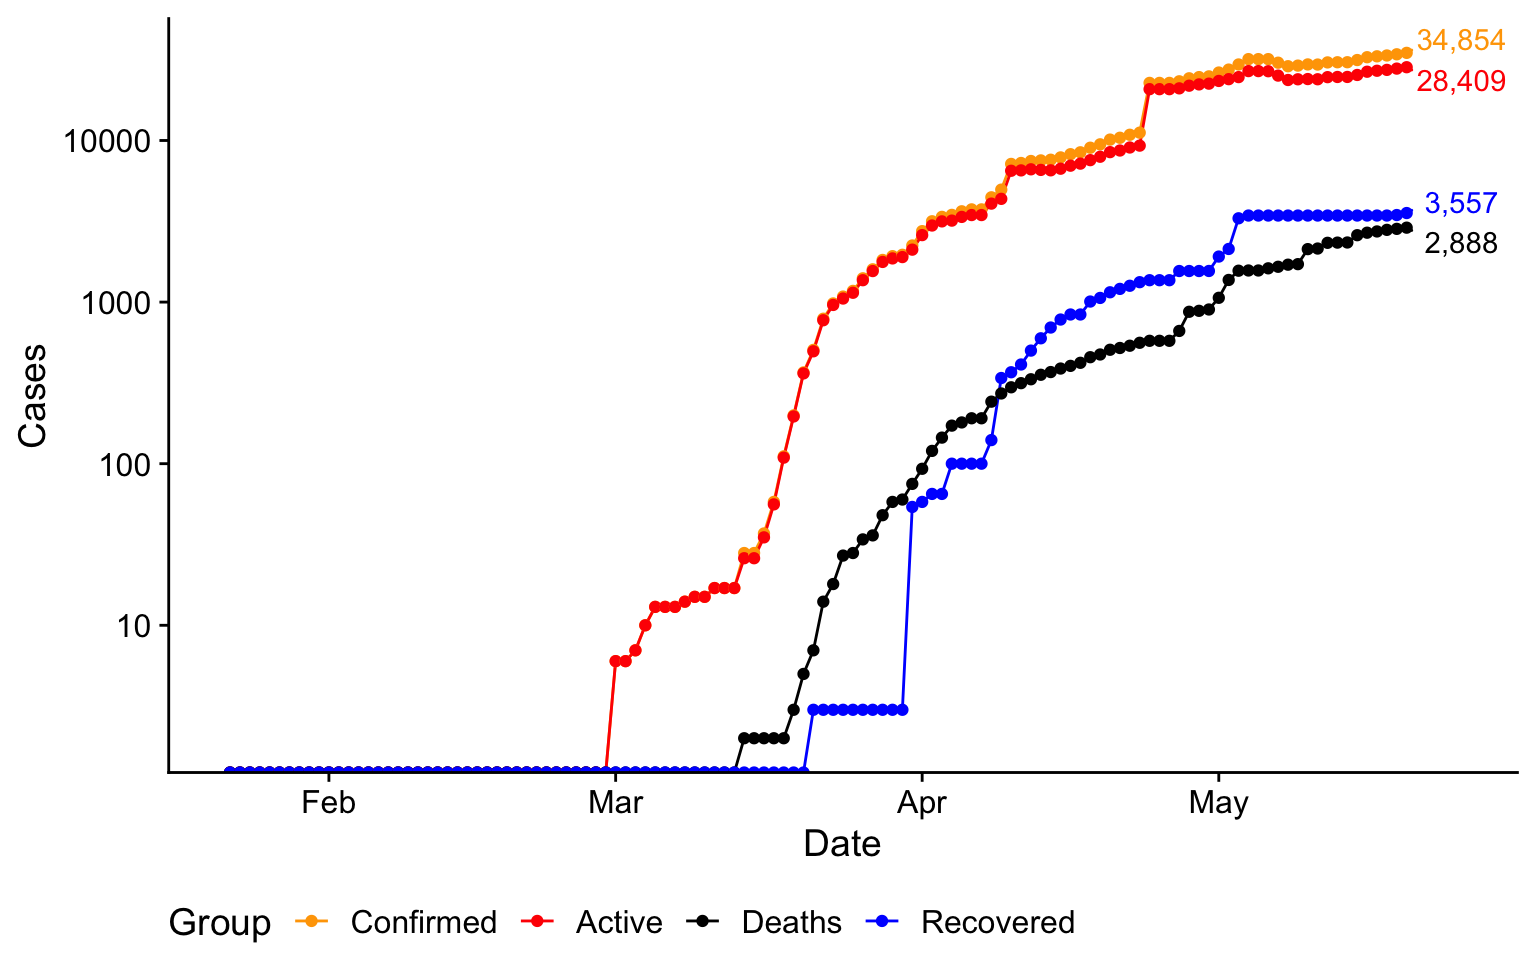 34,854
28,409
10000
3,557
2,888
1000
Cases
100
10
Feb Mar Apr May
Date
Group Confirmed Active Deaths Recovered